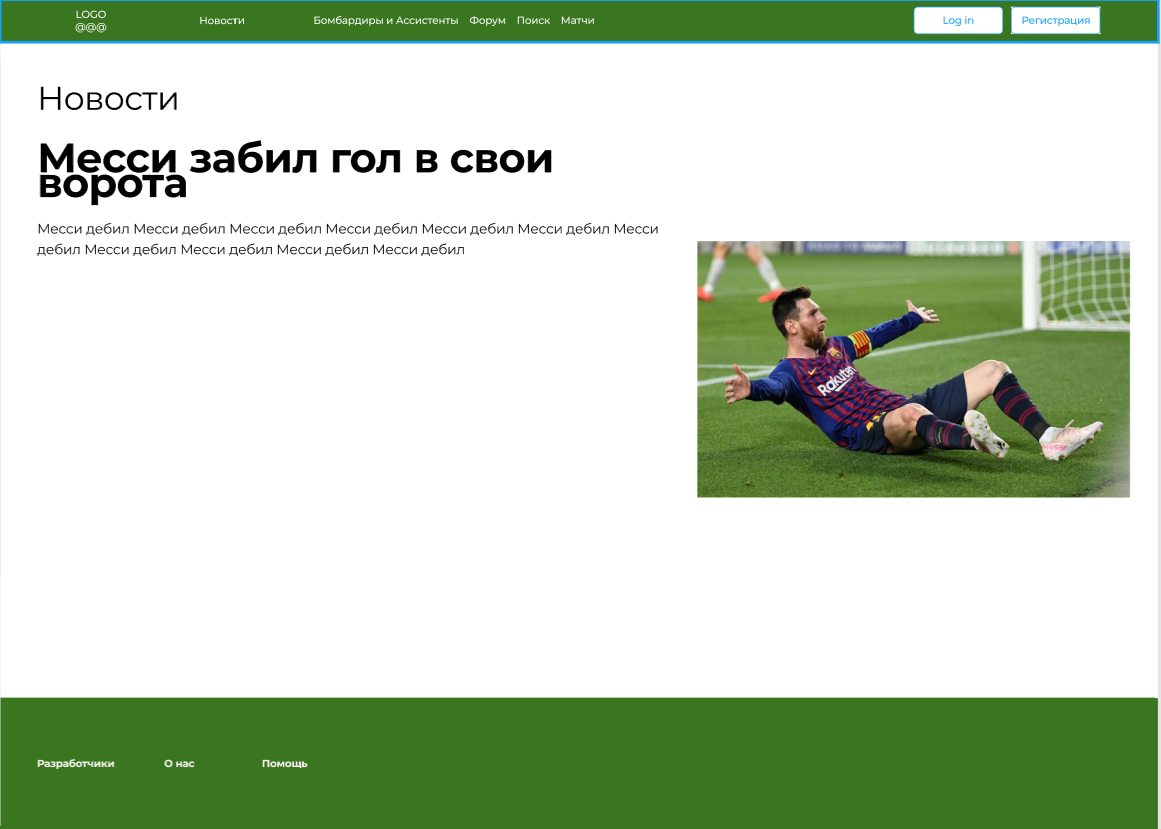 LOGO
@@@
Новости
Бомбардиры и Ассистенты
Форум
Поиск
Матчи
Log in
Регистрация
Новости
Месси забил гол в свои
ворота
Месси дебил Месси дебил Месси дебил Месси дебил Месси дебил Месси дебил Месси
дебил Месси дебил Месси дебил Месси дебил Месси дебил
Rakuten
Разработчики
О нас
Помощь